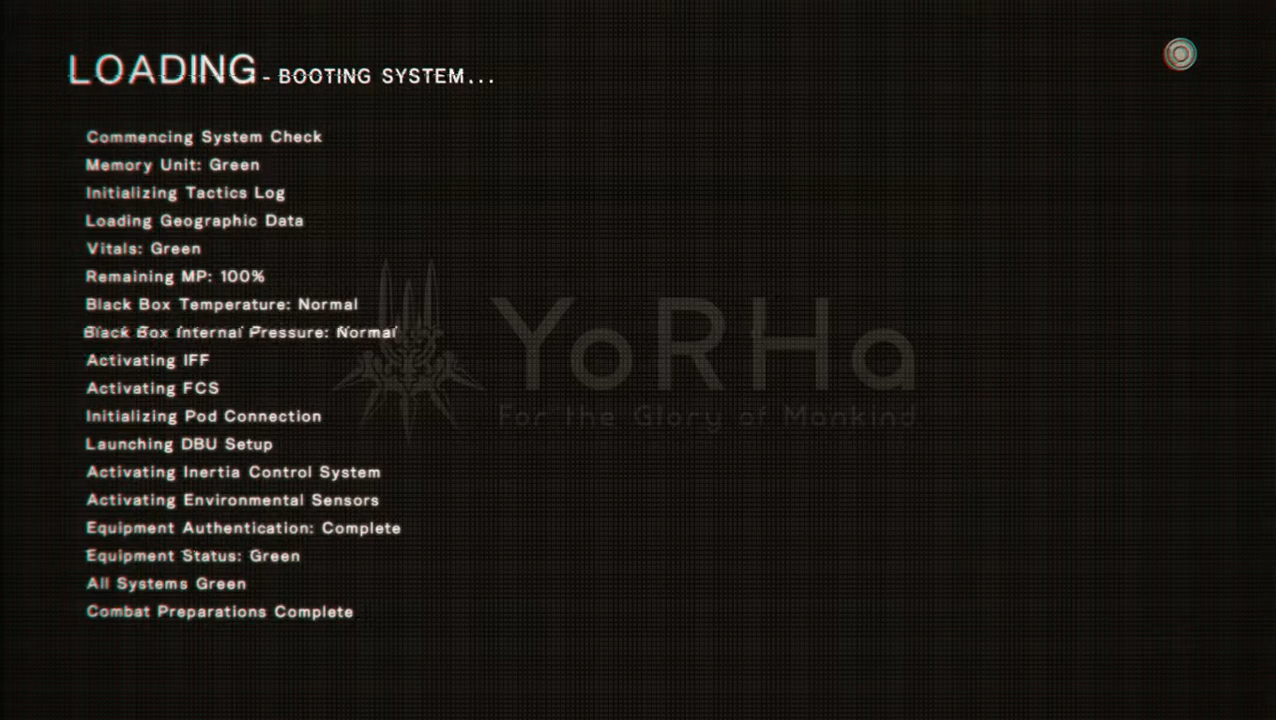 LOADING - BOOTING SYSTEM...
Commencing System Check
Memory Unit: Green
Initializing Tactics Log
Loading Geographic Data
Vitals: Green
Remaining MP: 100%
Black Box Temperature: Normal
Black Box Internal Pressure: Normal
Activating IFF
Activating FCS
Initializing Pod Connection
Launching DBU Setup
Activating Inertia Control System
Activating Environmental Sensors
Equipment Authentication: Complete
Equipment Status: Green
All Systems Green
Combat Preparations Complete
YoRHa
For the Glory of Mankind